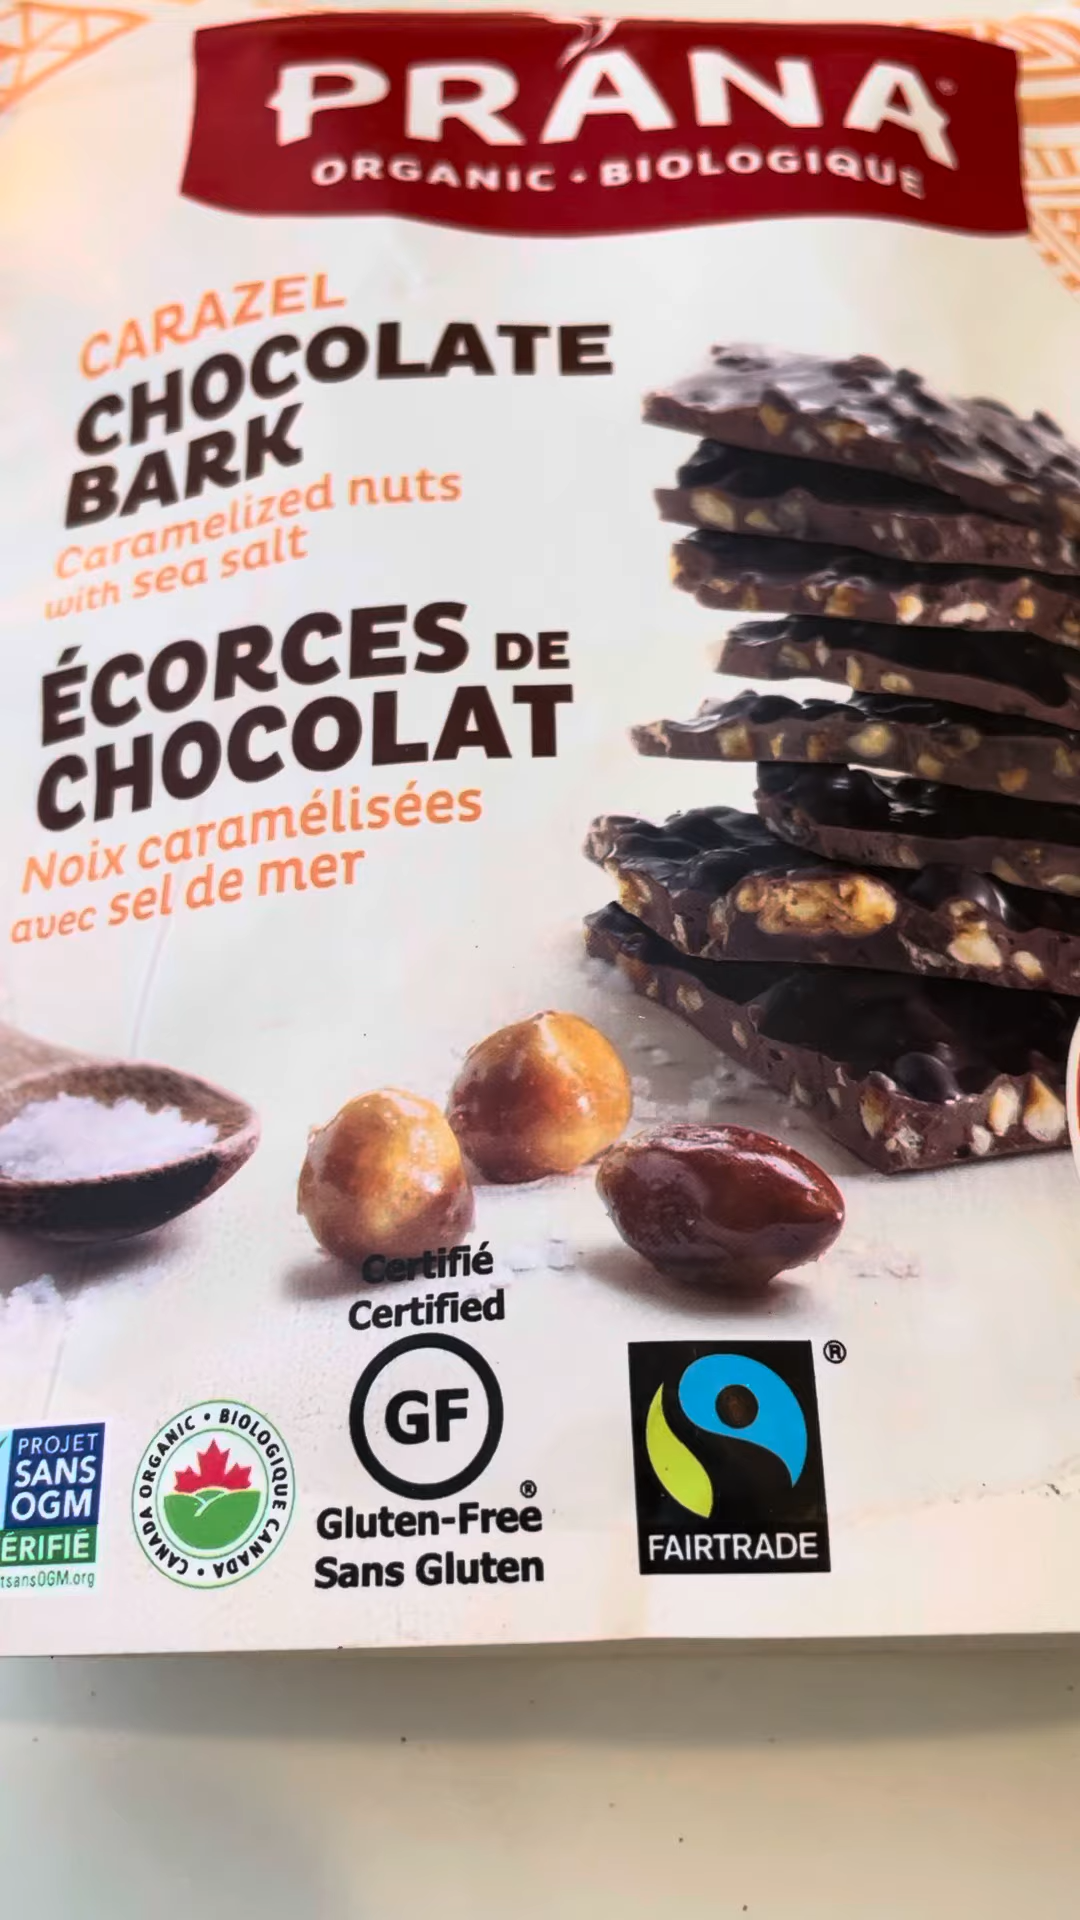 PRANA®
ORGANIC • BIOLOGIQUE
CARAZEL
CHOCOLATE
BARK
Caramelized nuts
with sea salt
ÉCORCES DE
CHOCOLAT
Noix caramélisées
avec sel de mer
Certifié
Certified
GF
®
Gluten-Free
Sans Gluten
PROJET
SANS
OGM
ÉRIFIÉ
tsansOGM.org
CANADA ORGANIC • BIOLOGIQUE CANADA •
®
FAIRTRADE